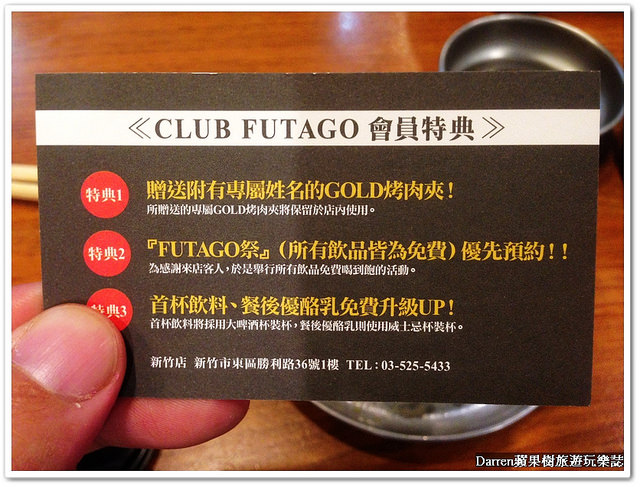 ≪CLUB FUTAGO 會員特典≫
特典1
贈送附有專屬姓名的GOLD烤肉夾！
所贈送的專屬GOLD烤肉夾將保留於店內使用。
特典2
『FUTAGO祭』(所有飲品皆為免費)優先預約！！
為感謝來店客人，於是舉行所有飲品免費喝到飽的活動。
特典3
首杯飲料、餐後優酪乳免費升級UP！
首杯飲料將採用大啤酒杯裝杯，餐後優酪乳則使用威士忌杯裝杯。
新竹店 新竹市東區勝利路36號1樓 TEL：03-525-5433
Darren蘋果樹旅遊玩樂誌